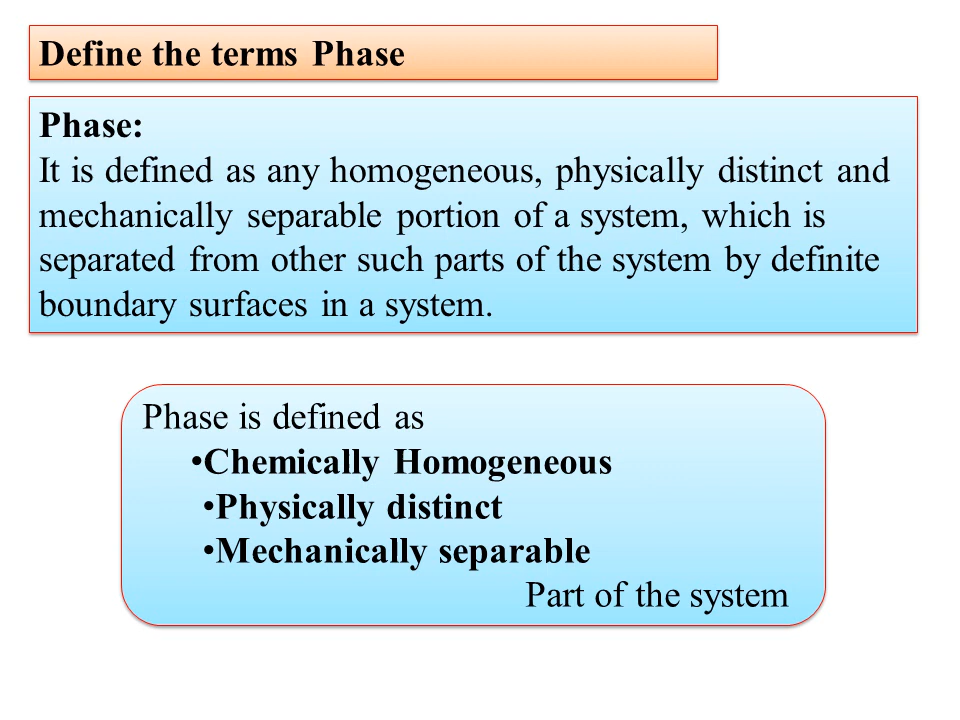 Define the terms Phase
Phase:
It is defined as any homogeneous, physically distinct and
mechanically separable portion of a system, which is
separated from other such parts of the system by definite
boundary surfaces in a system.
Phase is defined as
•Chemically Homogeneous
•Physically distinct
•Mechanically separable
Part of the system